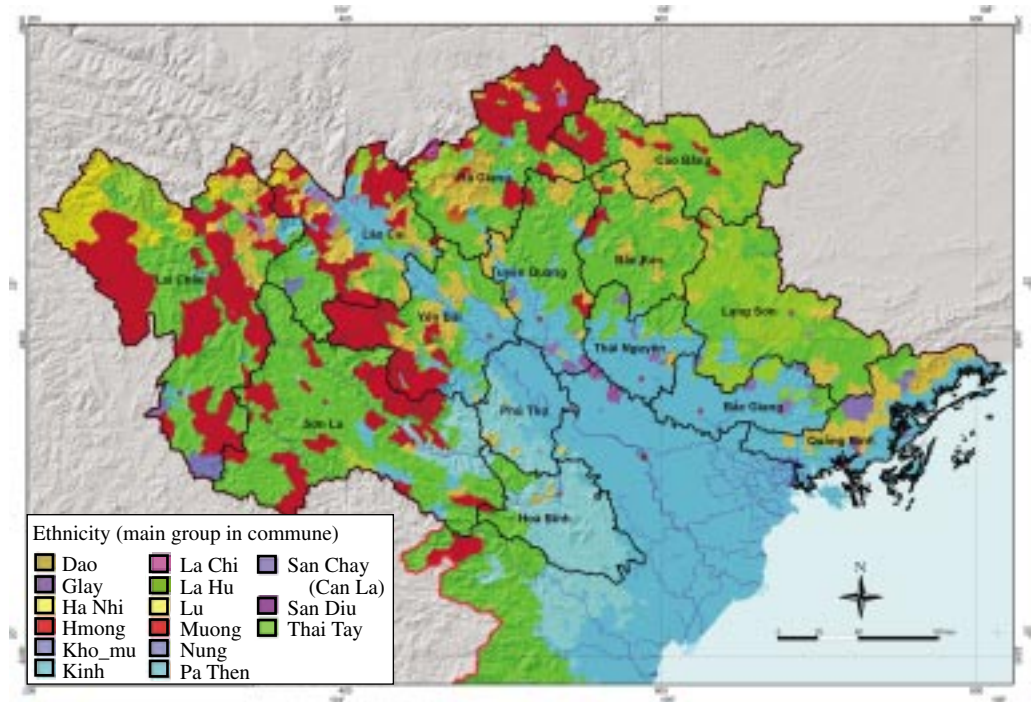 Cao Bằng
Hà Giang
Lào Cai
Lai Châu
Tuyên Quang
Bắc Kạn
Lạng Sơn
Yên Bái
Thái Nguyên
Phú Thọ
Bắc Giang
Sơn La
Quảng Ninh
Hoà Bình
N
Ethnicity (main group in commune)
Dao
Glay
Ha Nhi
Hmong
Kho_mu
Kinh
La Chi
La Hu
Lu
Muong
Nung
Pa Then
San Chay
(Can La)
San Diu
Thai Tay